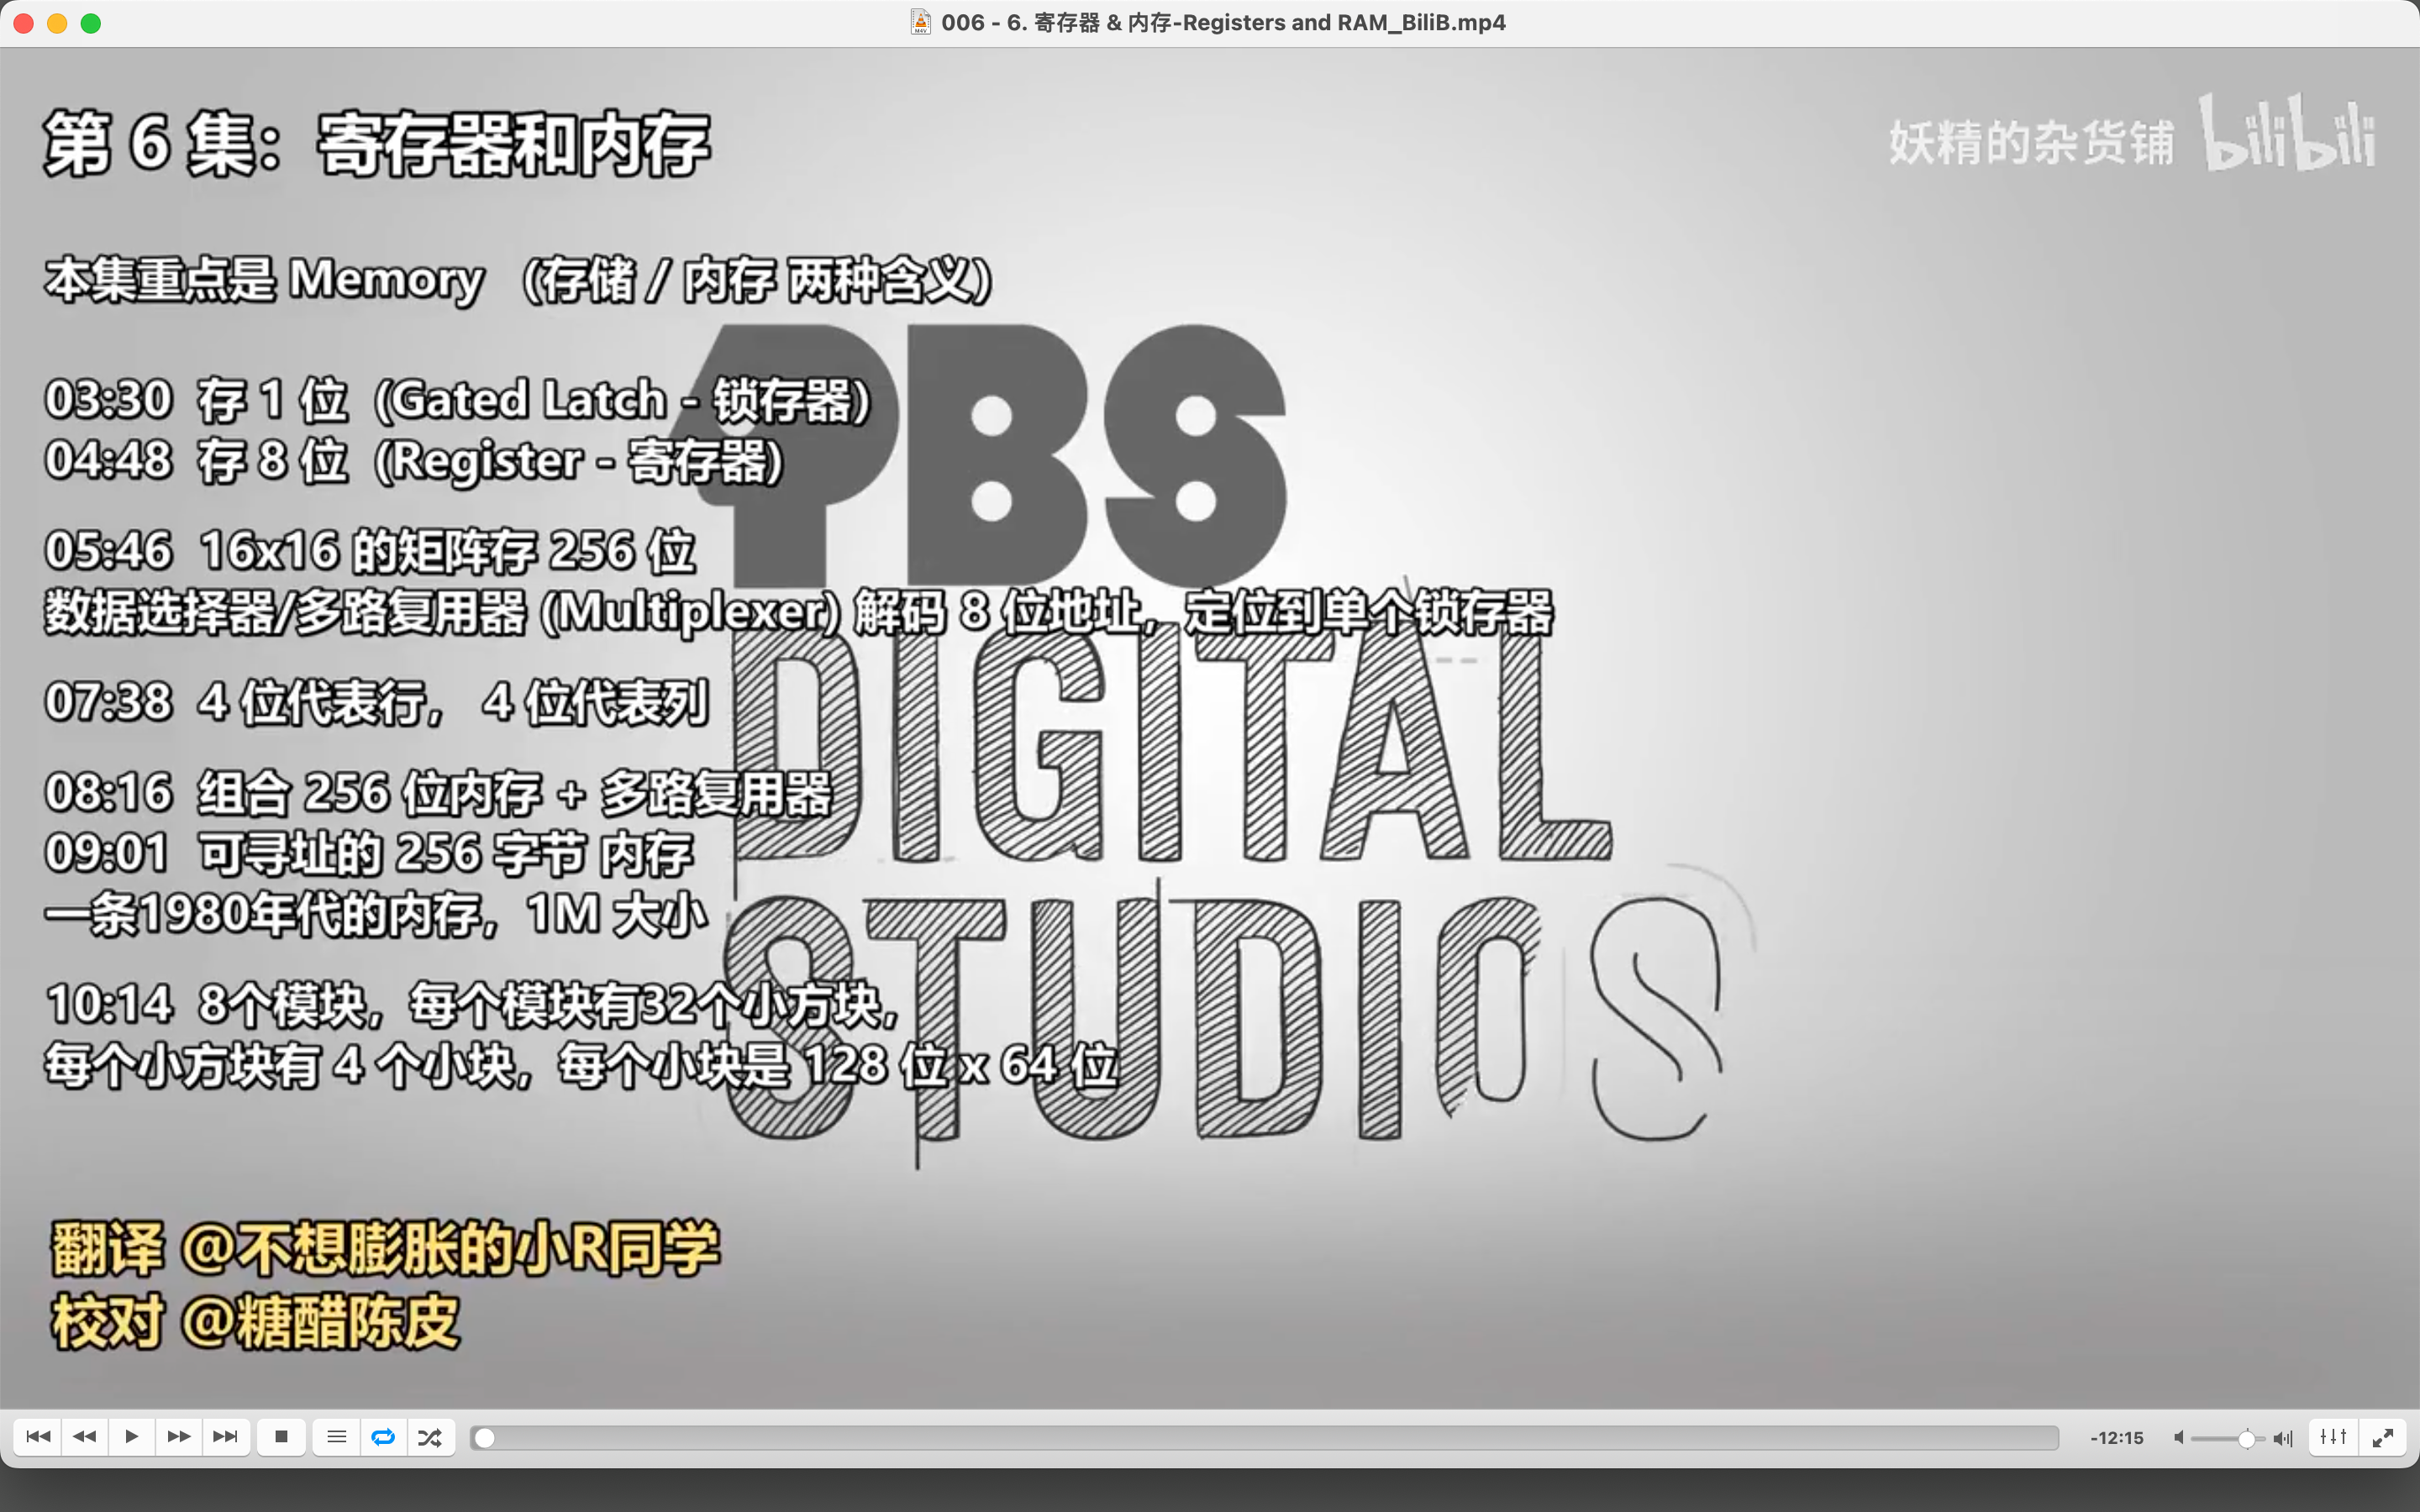 006 - 6. 寄存器 & 内存-Registers and RAM_BiliB.mp4
第 6 集：寄存器和内存
妖精的杂货铺 bilibili
本集重点是 Memory （存储 / 内存 两种含义）
03:30 存 1 位 (Gated Latch - 锁存器)
04:48 存 8 位 (Register - 寄存器)
05:46 16x16 的矩阵存 256 位
数据选择器/多路复用器 (Multiplexer) 解码 8 位地址，定位到单个锁存器
07:38 4 位代表行， 4 位代表列
08:16 组合 256 位内存 + 多路复用器
09:01 可寻址的 256 字节 内存
一条1980年代的内存，1M 大小
10:14 8个模块，每个模块有32个小方块，
每个小方块有 4 个小块，每个小块是 128 位 x 64 位
PBS
DIGITAL
STUDIOS
翻译 @不想膨胀的小R同学
校对 @糖醋陈皮
-12:15